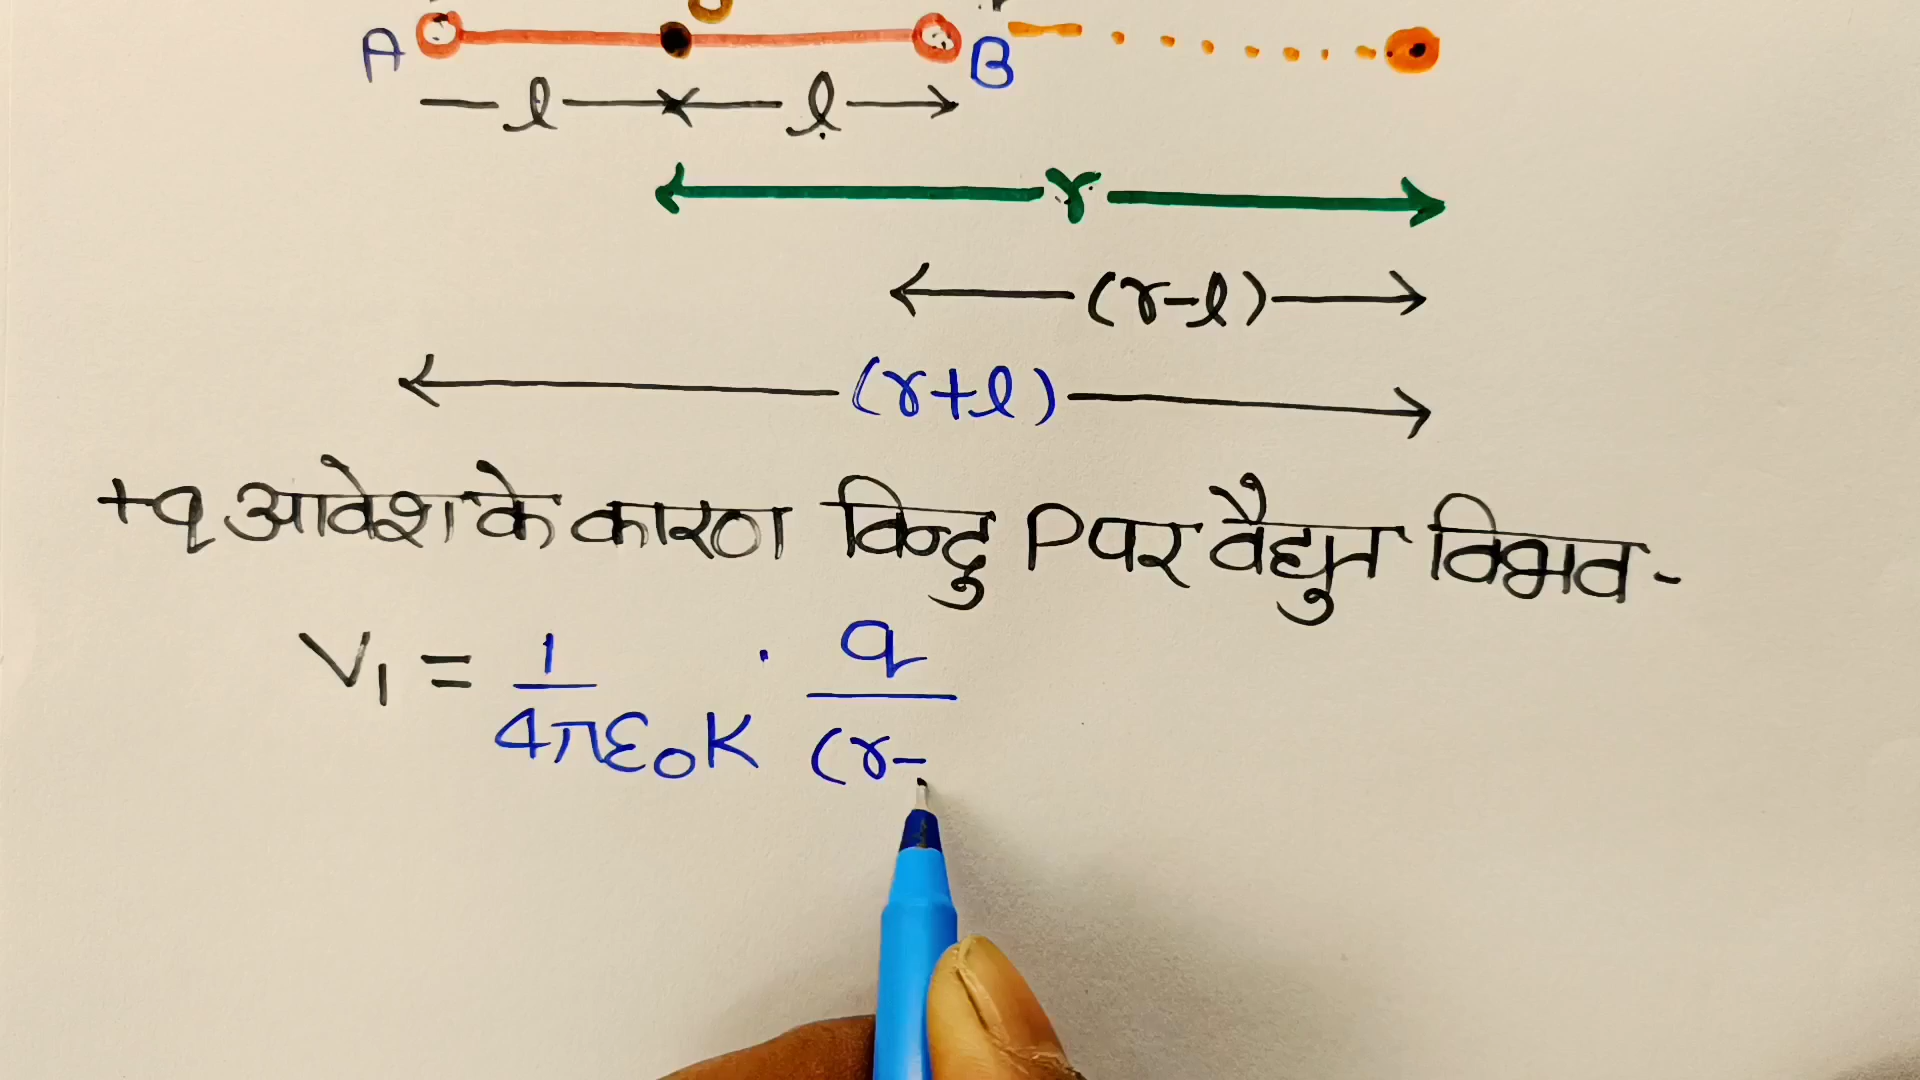 A B
l l
r
(r-l)
(r+l)
+q आवेश के कारण बिन्दु P पर वैद्युत विभव -
V₁ = 1/4πε₀K · q/(r-